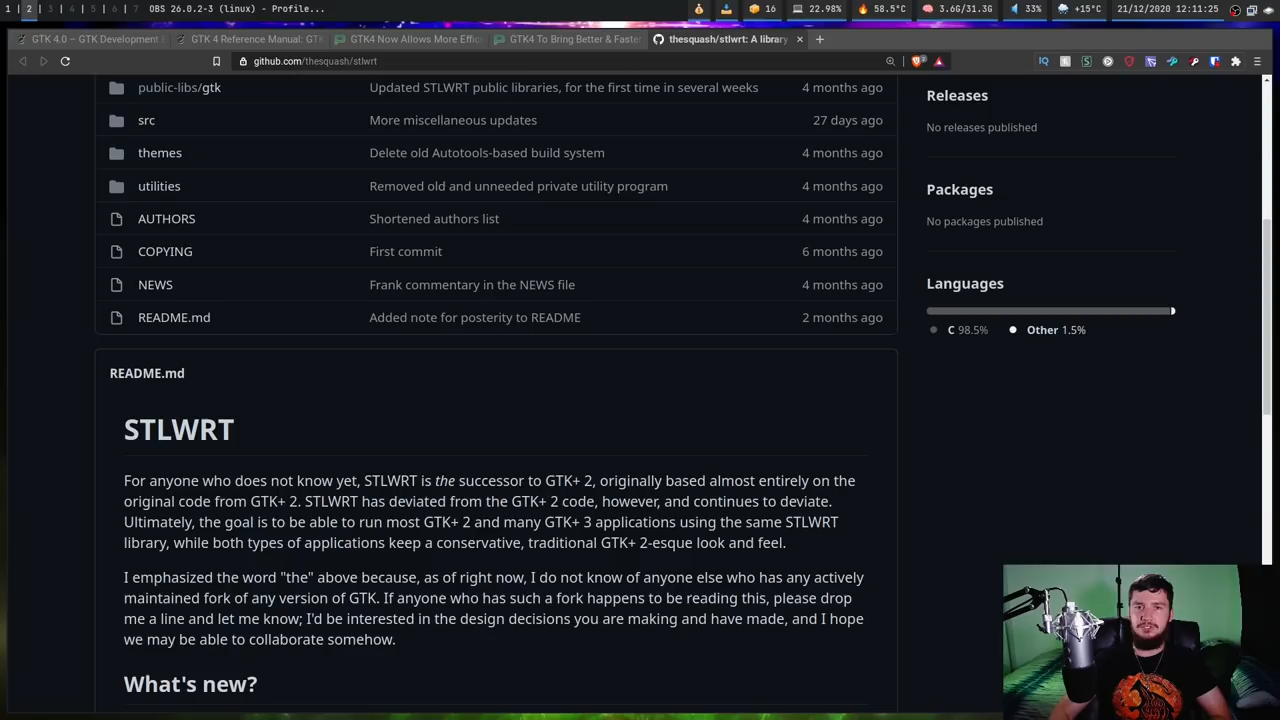 1 2 3 4 5 6 7 OBS 26.0.2-3 (linux) - Profile... 16 22.98% 58.5°C 3.6G/31.3G 33% +15°C 21/12/2020 12:11:25
GTK 4.0 – GTK Development GTK 4 Reference Manual: GTK GTK4 Now Allows More Effic GTK4 To Bring Better & Faster thesquash/stlwrt: A library
github.com/thesquash/stlwrt
public-libs/gtk Updated STLWRT public libraries, for the first time in several weeks 4 months ago
src More miscellaneous updates 27 days ago
themes Delete old Autotools-based build system 4 months ago
utilities Removed old and unneeded private utility program 4 months ago
AUTHORS Shortened authors list 4 months ago
COPYING First commit 6 months ago
NEWS Frank commentary in the NEWS file 4 months ago
README.md Added note for posterity to README 2 months ago
Releases
No releases published
Packages
No packages published
Languages
C 98.5% Other 1.5%
README.md
STLWRT
For anyone who does not know yet, STLWRT is the successor to GTK+ 2, originally based almost entirely on the
original code from GTK+ 2. STLWRT has deviated from the GTK+ 2 code, however, and continues to deviate.
Ultimately, the goal is to be able to run most GTK+ 2 and many GTK+ 3 applications using the same STLWRT
library, while both types of applications keep a conservative, traditional GTK+ 2-esque look and feel.
I emphasized the word "the" above because, as of right now, I do not know of anyone else who has any actively
maintained fork of any version of GTK. If anyone who has such a fork happens to be reading this, please drop
me a line and let me know; I'd be interested in the design decisions you are making and have made, and I hope
we may be able to collaborate somehow.
What's new?